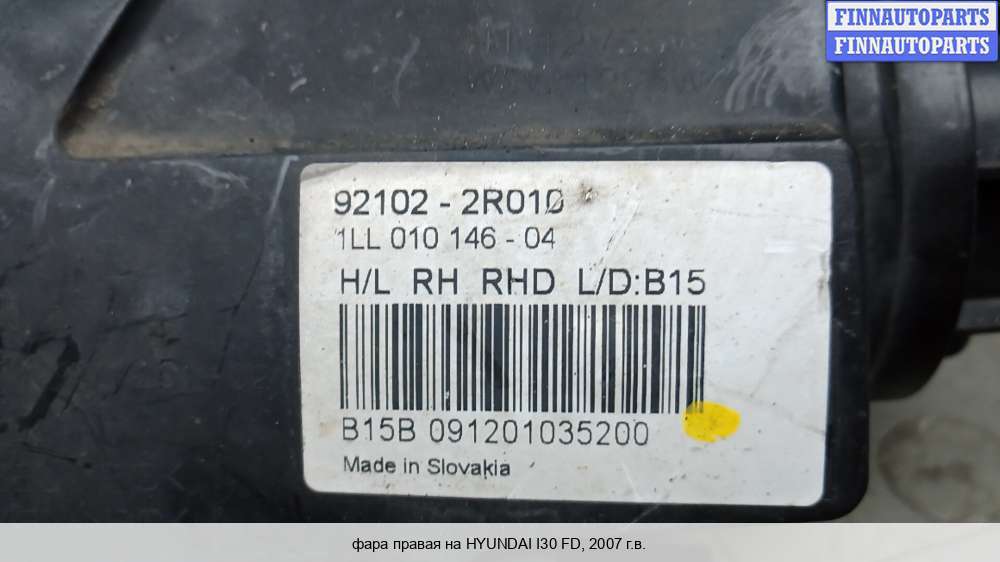 FINNAUTOPARTS
FINNAUTOPARTS
92102 - 2R010
1LL 010 146 - 04
H/L RH RHD L/D:B15
B15B 091201035200
Made in Slovakia
фара правая на HYUNDAI I30 FD, 2007 г.в.